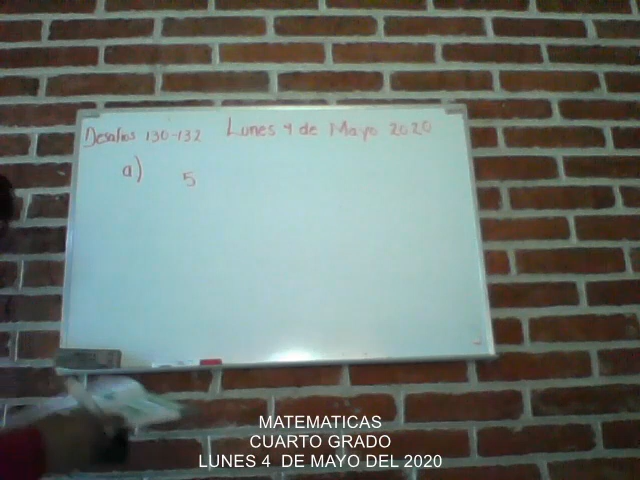 Desafios 130-132 Lunes 4 de Mayo 2020
a) 5
MATEMATICAS
CUARTO GRADO
LUNES 4 DE MAYO DEL 2020